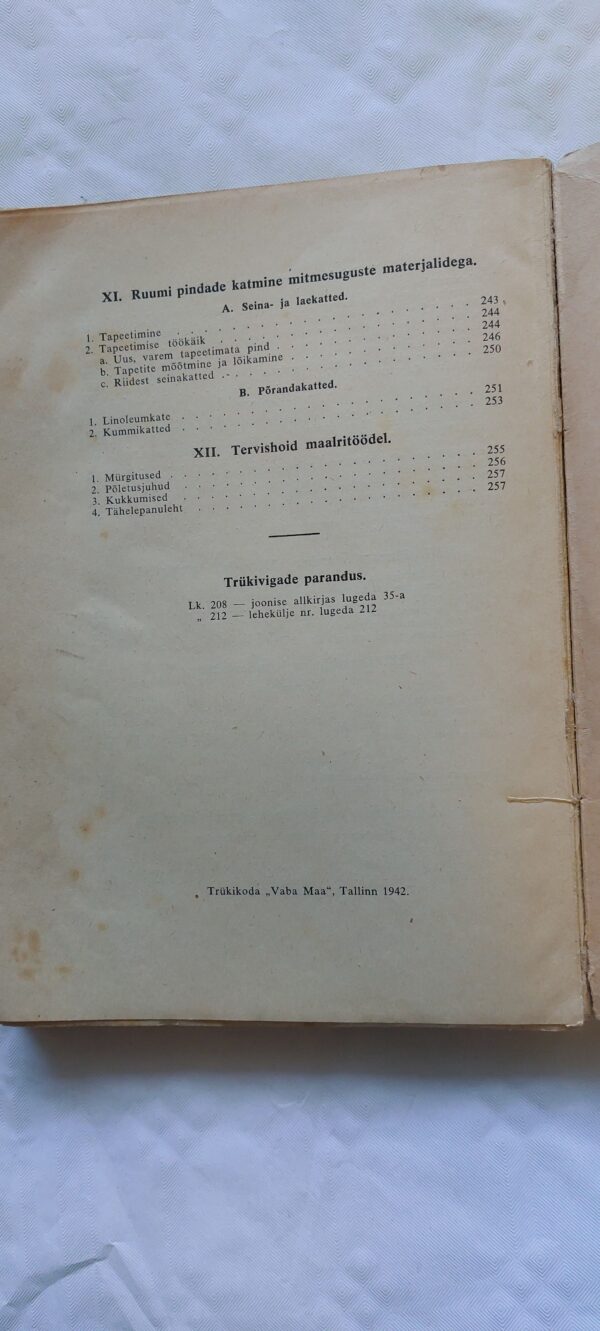 XI. Ruumi pindade katmine mitmesuguste materjalidega.
A. Seina- ja laekatted.
1. Tapeetimine . . . . . . . . . . . . . . . 243
2. Tapeetimise töökäik . . . . . . . . . . . . . . . 244
a. Uus, varem tapeetimata pind . . . . . . . . . . . . 244
b. Tapetite mõõtmine ja lõikamine . . . . . . . . . . . 246
c. Riidest seinakatted . . . . . . . . . . . . . . 250
B. Põrandakatted.
1. Linoleumkate . . . . . . . . . . . . . . . 251
2. Kummikatted . . . . . . . . . . . . . . . 253
XII. Tervishoid maalritöödel.
1. Mürgitused . . . . . . . . . . . . . . . 255
2. Põletusjuhud . . . . . . . . . . . . . . . 256
3. Kukkumised . . . . . . . . . . . . . . . 257
4. Tähelepanuleht . . . . . . . . . . . . . . . 257
Trükivigade parandus.
Lk. 208 — joonise allkirjas lugeda 35-a
„ 212 — lehekülje nr. lugeda 212
Trükikoda „Vaba Maa“, Tallinn 1942.